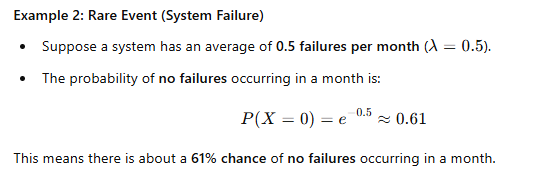 Example 2: Rare Event (System Failure)
• Suppose a system has an average of 0.5 failures per month (λ = 0.5).
• The probability of no failures occurring in a month is:
P(X = 0) = e^−0.5 ≈ 0.61
This means there is about a 61% chance of no failures occurring in a month.